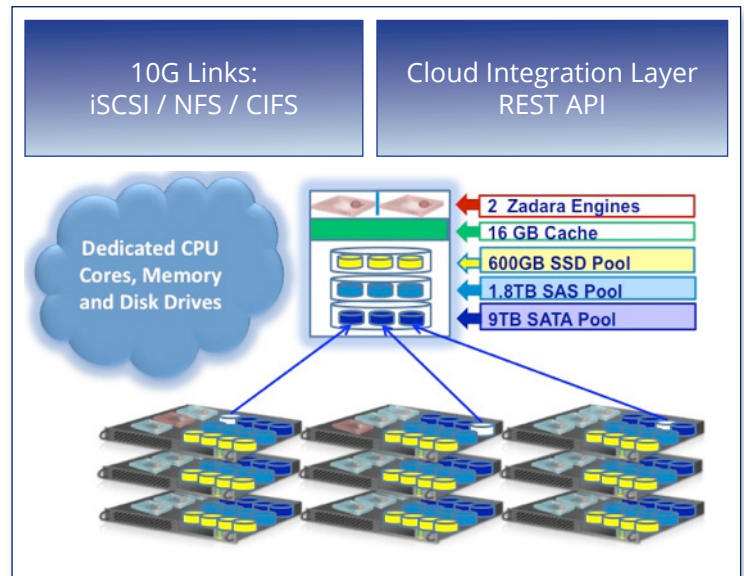 10G Links:
iSCSI / NFS / CIFS
Cloud Integration Layer
REST API
Dedicated CPU
Cores, Memory
and Disk Drives
2 Zadara Engines
16 GB Cache
600GB SSD Pool
1.8TB SAS Pool
9TB SATA Pool